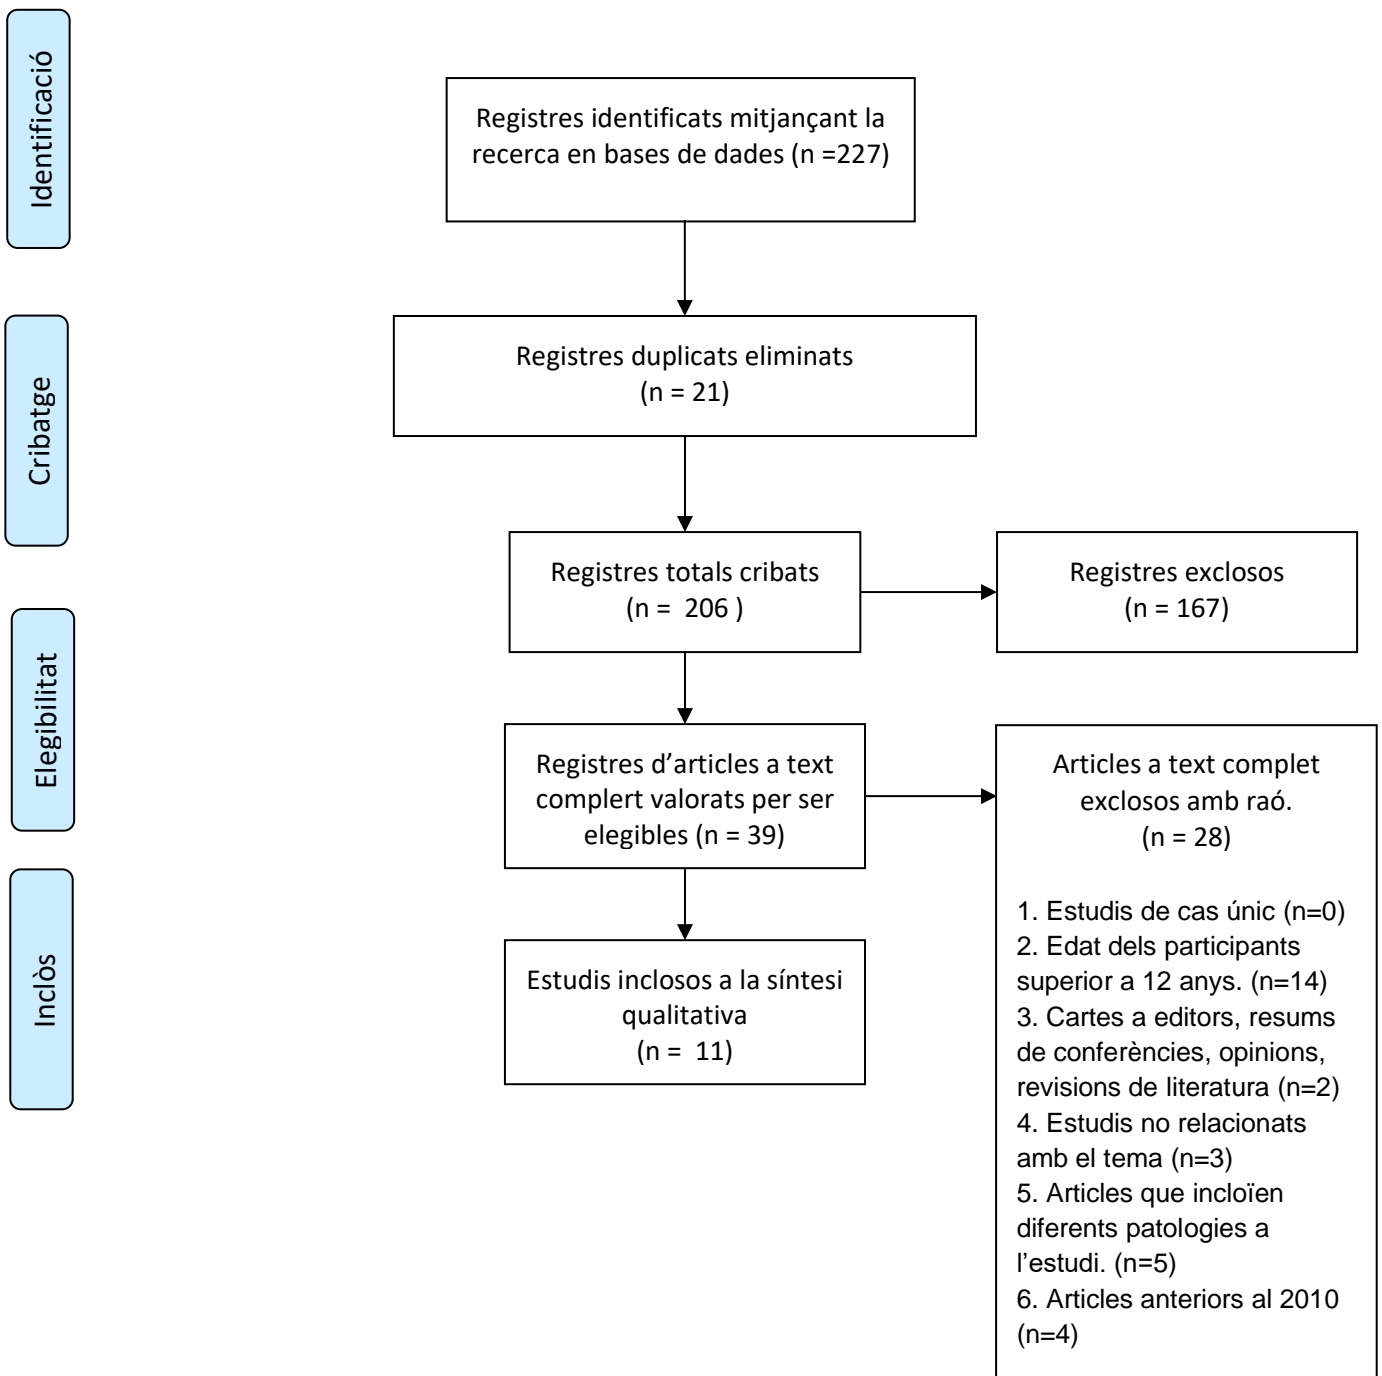 Identificació
Registres identificats mitjançant la
recerca en bases de dades (n =227)
Cribatge
Registres duplicats eliminats
(n = 21)
Registres totals cribats
(n =  206 )
Registres exclosos
(n = 167)
Elegibilitat
Registres d’articles a text
complert valorats per ser
elegibles (n = 39)
Articles a text complet
exclosos amb raó.
(n = 28)
1. Estudis de cas únic (n=0)
2. Edat dels participants
superior a 12 anys. (n=14)
3. Cartes a editors, resums
de conferències, opinions,
revisions de literatura (n=2)
4. Estudis no relacionats
amb el tema (n=3)
5. Articles que incloïen
diferents patologies a
l’estudi. (n=5)
6. Articles anteriors al 2010
(n=4)
Inclòs
Estudis inclosos a la síntesi
qualitativa
(n =  11)